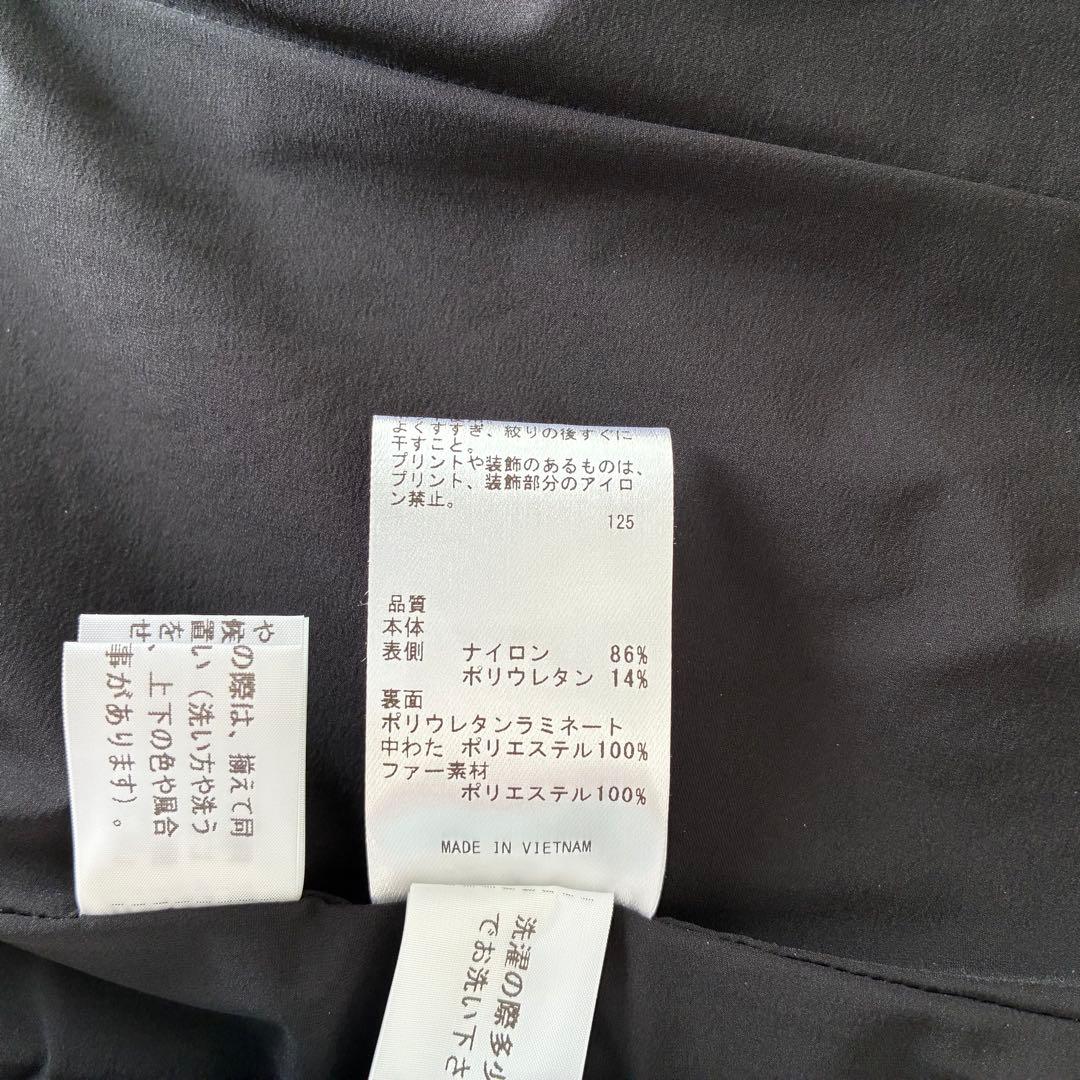 よくすすぎ、絞りの後すぐに
干すこと。
プリントや装飾のあるものは、
プリント、装飾部分のアイロ
ン禁止。
125
品質
本体
表側 ナイロン 86%
ポリウレタン 14%
裏面
ポリウレタンラミネート
中わた ポリエステル100%
ファー素材
ポリエステル100%
MADE IN VIETNAM
や
候の際は、揃えて同
置い（洗い方や洗う
を
せ、上下の色や風合
事があります）。
洗濯の際多少
でお洗い下さ